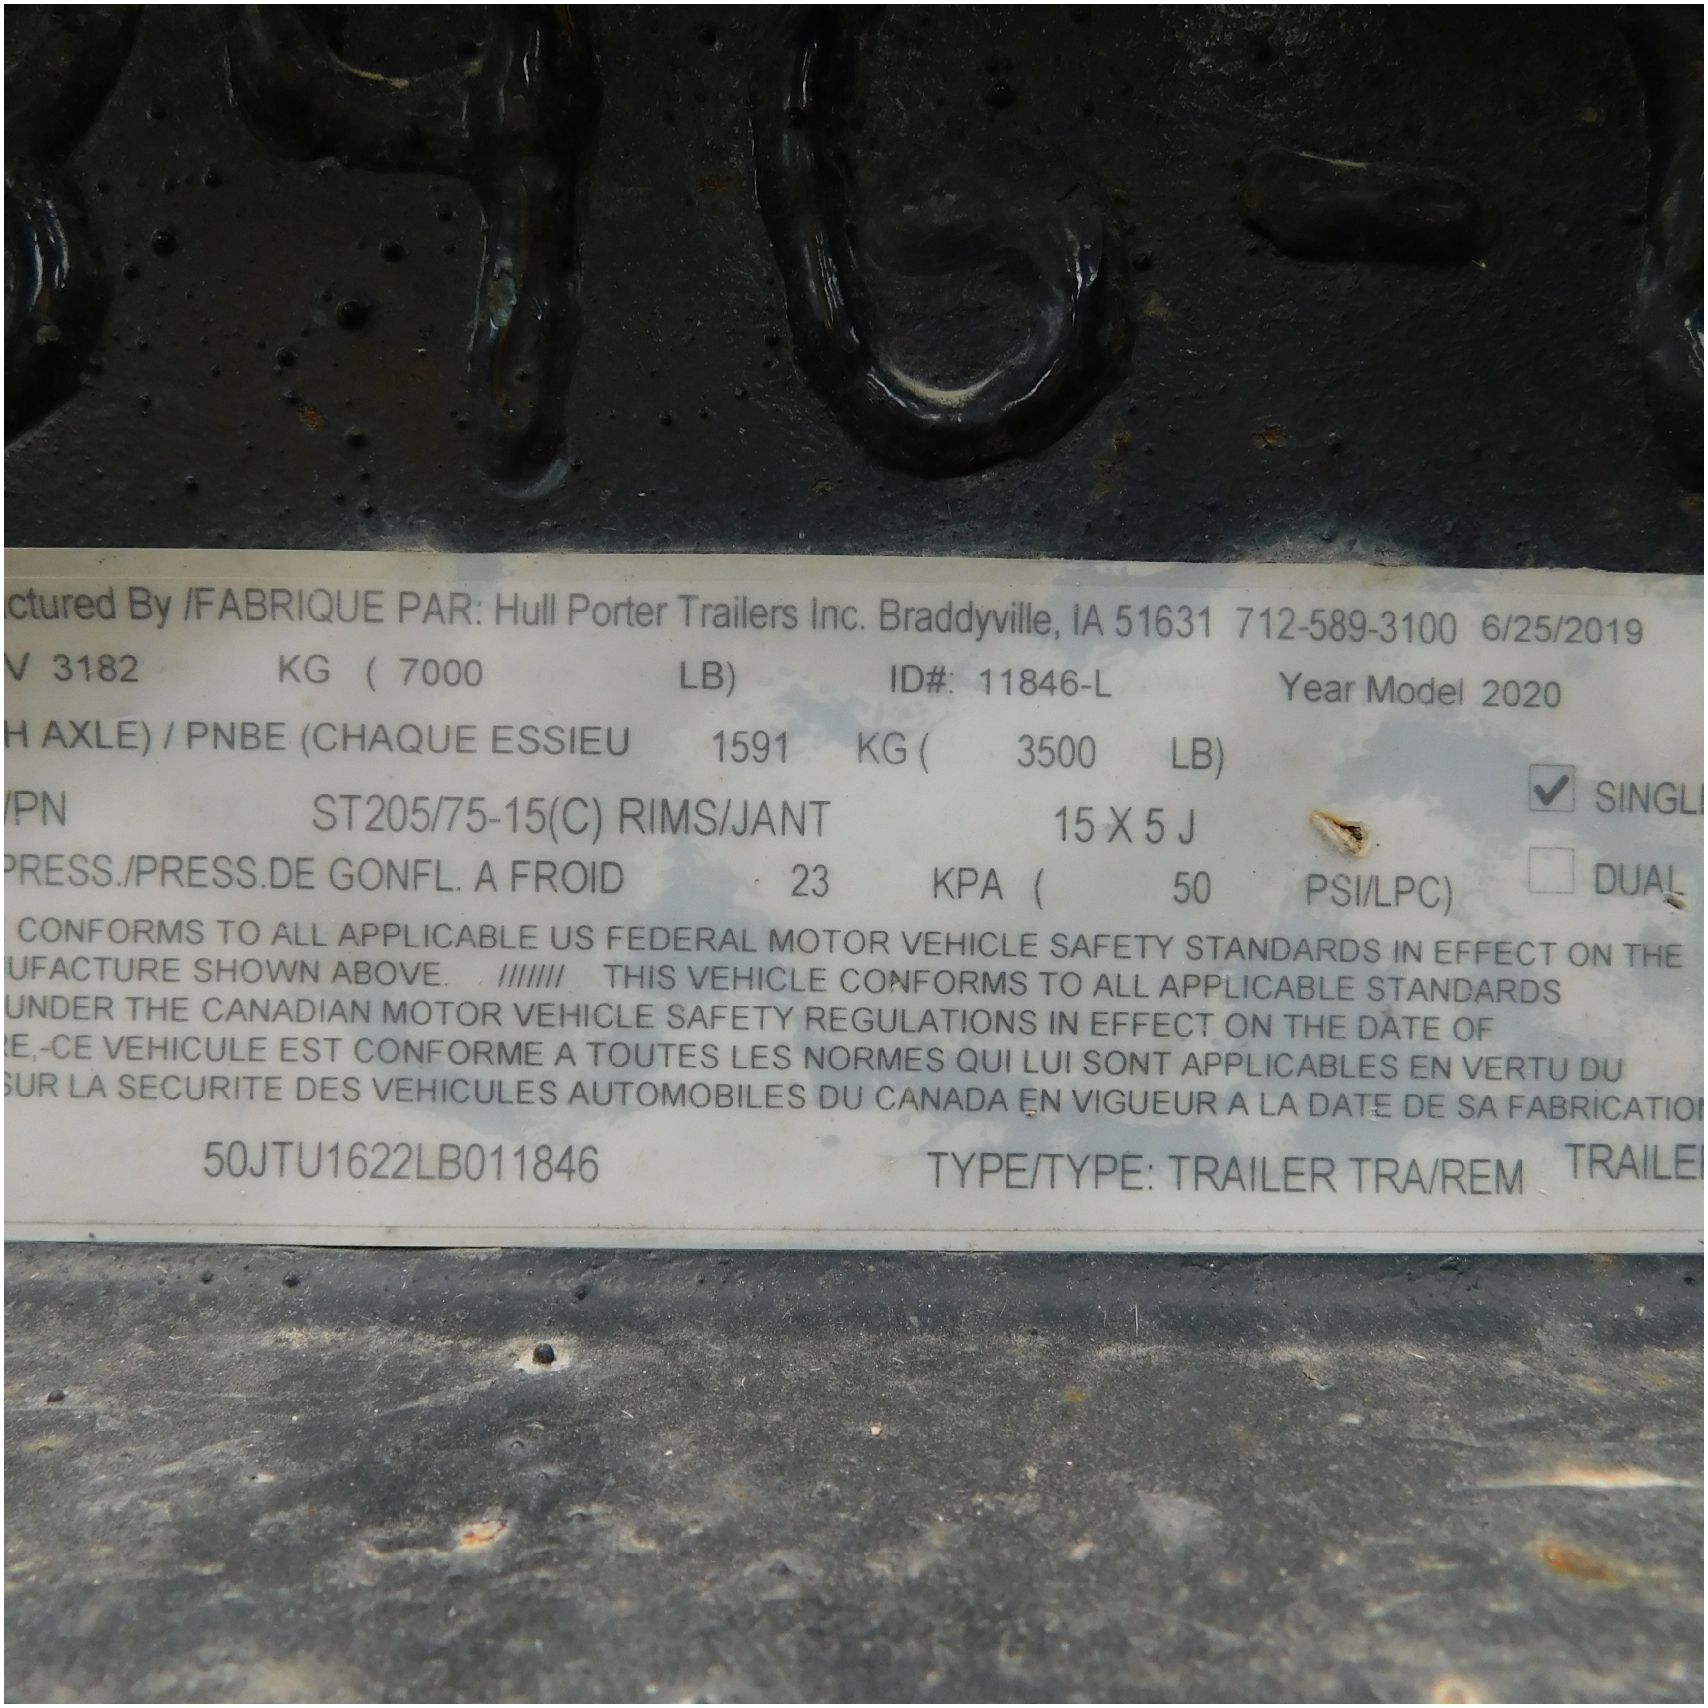 46-
ctured By /FABRIQUE PAR: Hull Porter Trailers Inc. Braddyville, IA 51631 712-589-3100 6/25/2019
V 3182 KG ( 7000 LB) ID#: 11846-L Year Model 2020
H AXLE) / PNBE (CHAQUE ESSIEU 1591 KG ( 3500 LB)
/PN ST205/75-15(C) RIMS/JANT 15 X 5 J ✓ SINGLE
PRESS./PRESS.DE GONFL. A FROID 23 KPA ( 50 PSI/LPC) DUAL
CONFORMS TO ALL APPLICABLE US FEDERAL MOTOR VEHICLE SAFETY STANDARDS IN EFFECT ON THE
UFACTURE SHOWN ABOVE. /////// THIS VEHICLE CONFORMS TO ALL APPLICABLE STANDARDS
UNDER THE CANADIAN MOTOR VEHICLE SAFETY REGULATIONS IN EFFECT ON THE DATE OF
RE,-CE VEHICULE EST CONFORME A TOUTES LES NORMES QUI LUI SONT APPLICABLES EN VERTU DU
SUR LA SECURITE DES VEHICULES AUTOMOBILES DU CANADA EN VIGUEUR A LA DATE DE SA FABRICATION
50JTU1622LB011846 TYPE/TYPE: TRAILER TRA/REM TRAILER